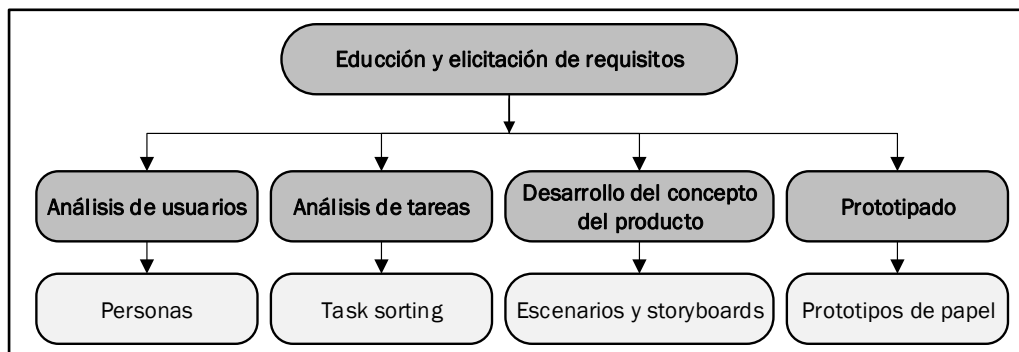 Educción y elicitación de requisitos
Análisis de usuarios
Análisis de tareas
Desarrollo del concepto
del producto
Prototipado
Personas
Task sorting
Escenarios y storyboards
Prototipos de papel